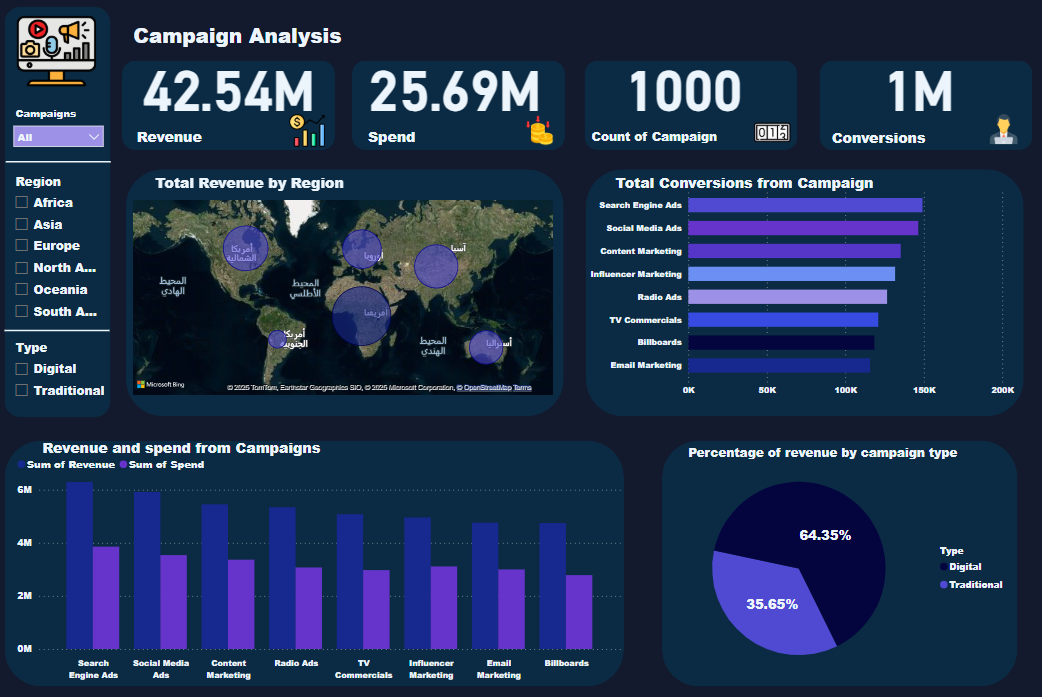 Campaign Analysis
Campaigns
All
Region
Africa
Asia
Europe
North A...
Oceania
South A...
Type
Digital
Traditional
42.54M
Revenue
25.69M
Spend
1000
Count of Campaign
1M
Conversions
Total Revenue by Region
أمريكا
الشمالية
أوروبا
آسيا
المحيط
الهادي
المحيط
الأطلسي
أفريقيا
أمريكا
الجنوبية
المحيط
الهندي
أستراليا
Microsoft Bing
© 2025 TomTom, Earthstar Geographics SIO, © 2025 Microsoft Corporation, © OpenStreetMap Terms
Total Conversions from Campaign
Search Engine Ads
Social Media Ads
Content Marketing
Influencer Marketing
Radio Ads
TV Commercials
Billboards
Email Marketing
0K 50K 100K 150K 200K
Revenue and spend from Campaigns
Sum of Revenue Sum of Spend
6M
4M
2M
0M
Search
Engine Ads
Social Media
Ads
Content
Marketing
Radio Ads
TV
Commercials
Influencer
Marketing
Email
Marketing
Billboards
Percentage of revenue by campaign type
64.35%
35.65%
Type
Digital
Traditional